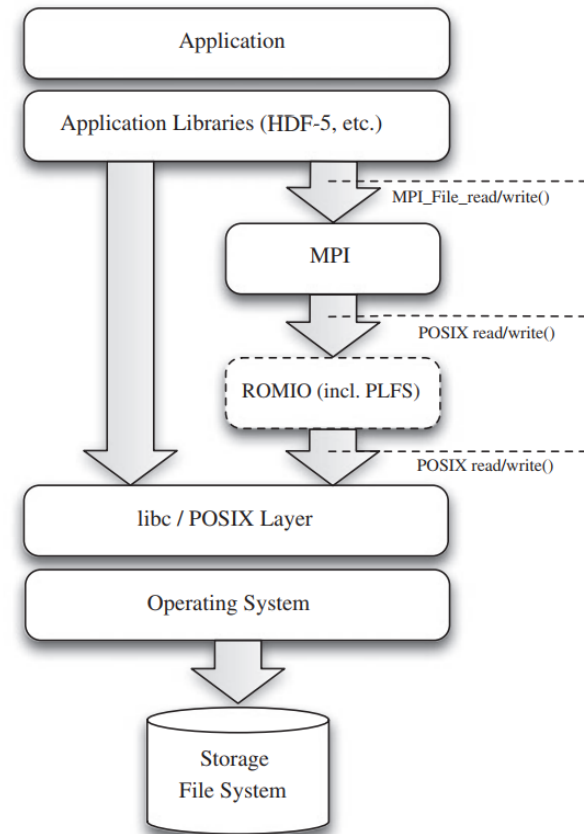 Application
Application Libraries (HDF-5, etc.)
MPI_File_read/write()
MPI
POSIX read/write()
ROMIO (incl. PLFS)
POSIX read/write()
libc / POSIX Layer
Operating System
Storage
File System